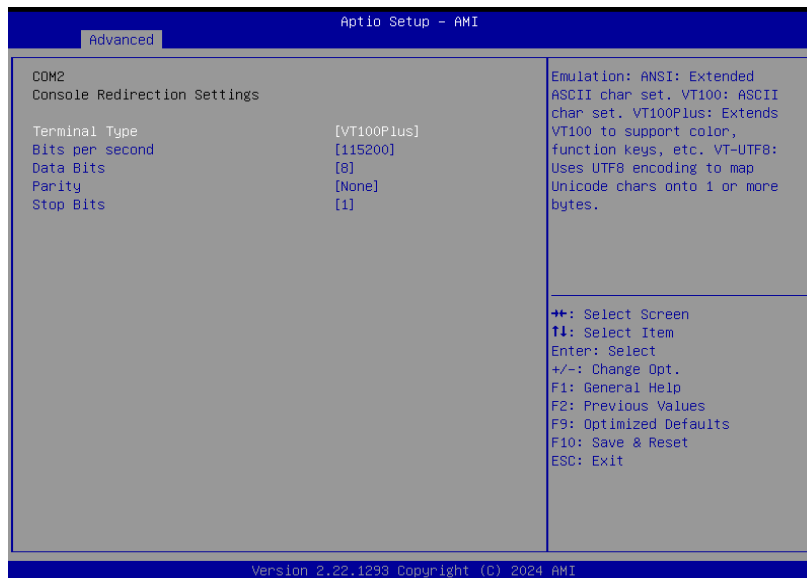 Aptio Setup – AMI
Advanced
COM2
Console Redirection Settings
Terminal Type [VT100Plus]
Bits per second [115200]
Data Bits [8]
Parity [None]
Stop Bits [1]
Emulation: ANSI: Extended
ASCII char set. VT100: ASCII
char set. VT100Plus: Extends
VT100 to support color,
function keys, etc. VT-UTF8:
Uses UTF8 encoding to map
Unicode chars onto 1 or more
bytes.
→←: Select Screen
↑↓: Select Item
Enter: Select
+/-: Change Opt.
F1: General Help
F2: Previous Values
F9: Optimized Defaults
F10: Save & Reset
ESC: Exit
Version 2.22.1293 Copyright (C) 2024 AMI